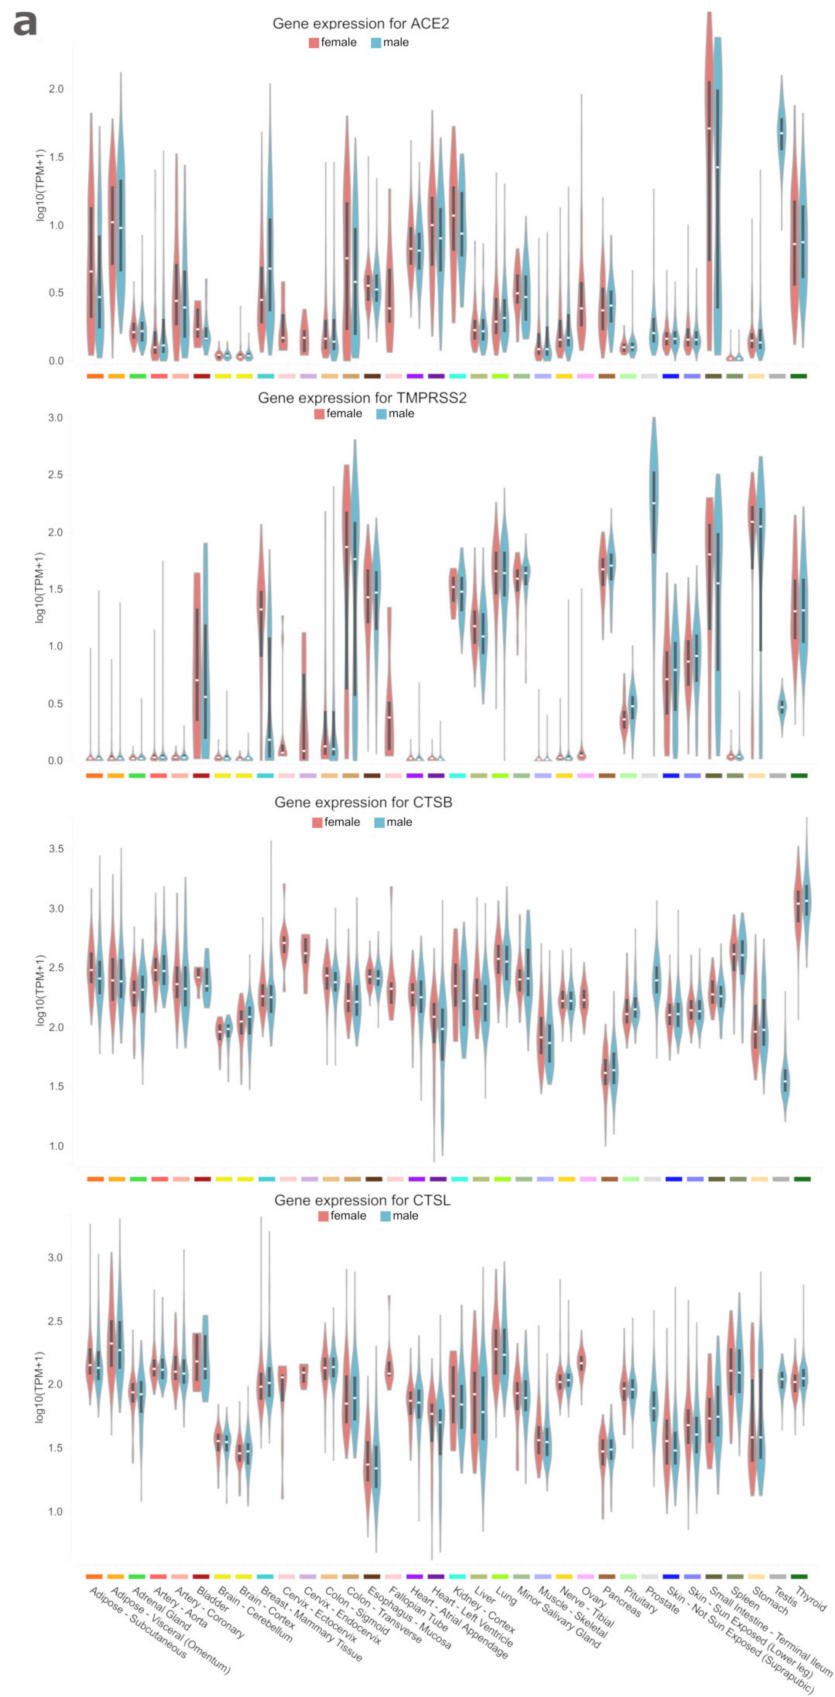 a
Gene expression for ACE2
female male
log10(TPM+1)
2.0
1.5
1.0
0.5
0.0
Gene expression for TMPRSS2
female male
log10(TPM+1)
3.0
2.5
2.0
1.5
1.0
0.5
0.0
Gene expression for CTSB
female male
log10(TPM+1)
3.5
3.0
2.5
2.0
1.5
1.0
Gene expression for CTSL
female male
log10(TPM+1)
3.0
2.5
2.0
1.5
1.0
Adipose - Subcutaneous
Adipose - Visceral (Omentum)
Adrenal Gland
Artery - Aorta
Artery - Coronary
Bladder
Brain - Cerebellum
Brain - Cortex
Breast - Mammary Tissue
Cervix - Ectocervix
Cervix - Endocervix
Colon - Sigmoid
Colon - Transverse
Esophagus - Mucosa
Fallopian Tube
Heart - Atrial Appendage
Heart - Left Ventricle
Kidney - Cortex
Liver
Lung
Minor Salivary Gland
Muscle - Skeletal
Nerve - Tibial
Ovary
Pancreas
Pituitary
Prostate
Skin - Not Sun Exposed (Suprapubic)
Skin - Sun Exposed (Lower leg)
Small Intestine - Terminal Ileum
Spleen
Stomach
Testis
Thyroid